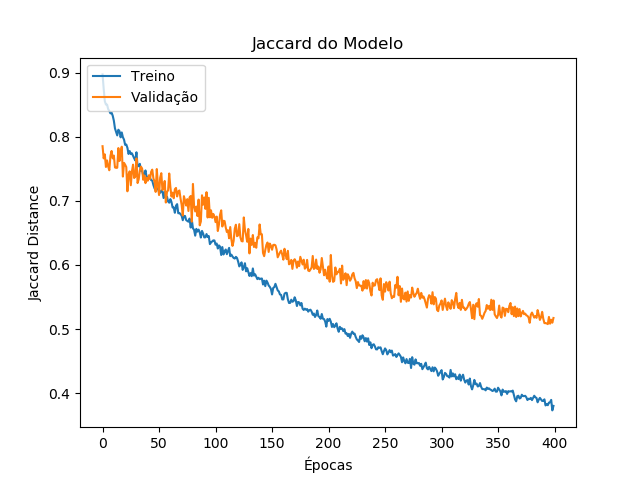 Jaccard do Modelo
Treino
Validação
0.9
0.8
0.7
0.6
0.5
0.4
Jaccard Distance
0 50 100 150 200 250 300 350 400
Épocas